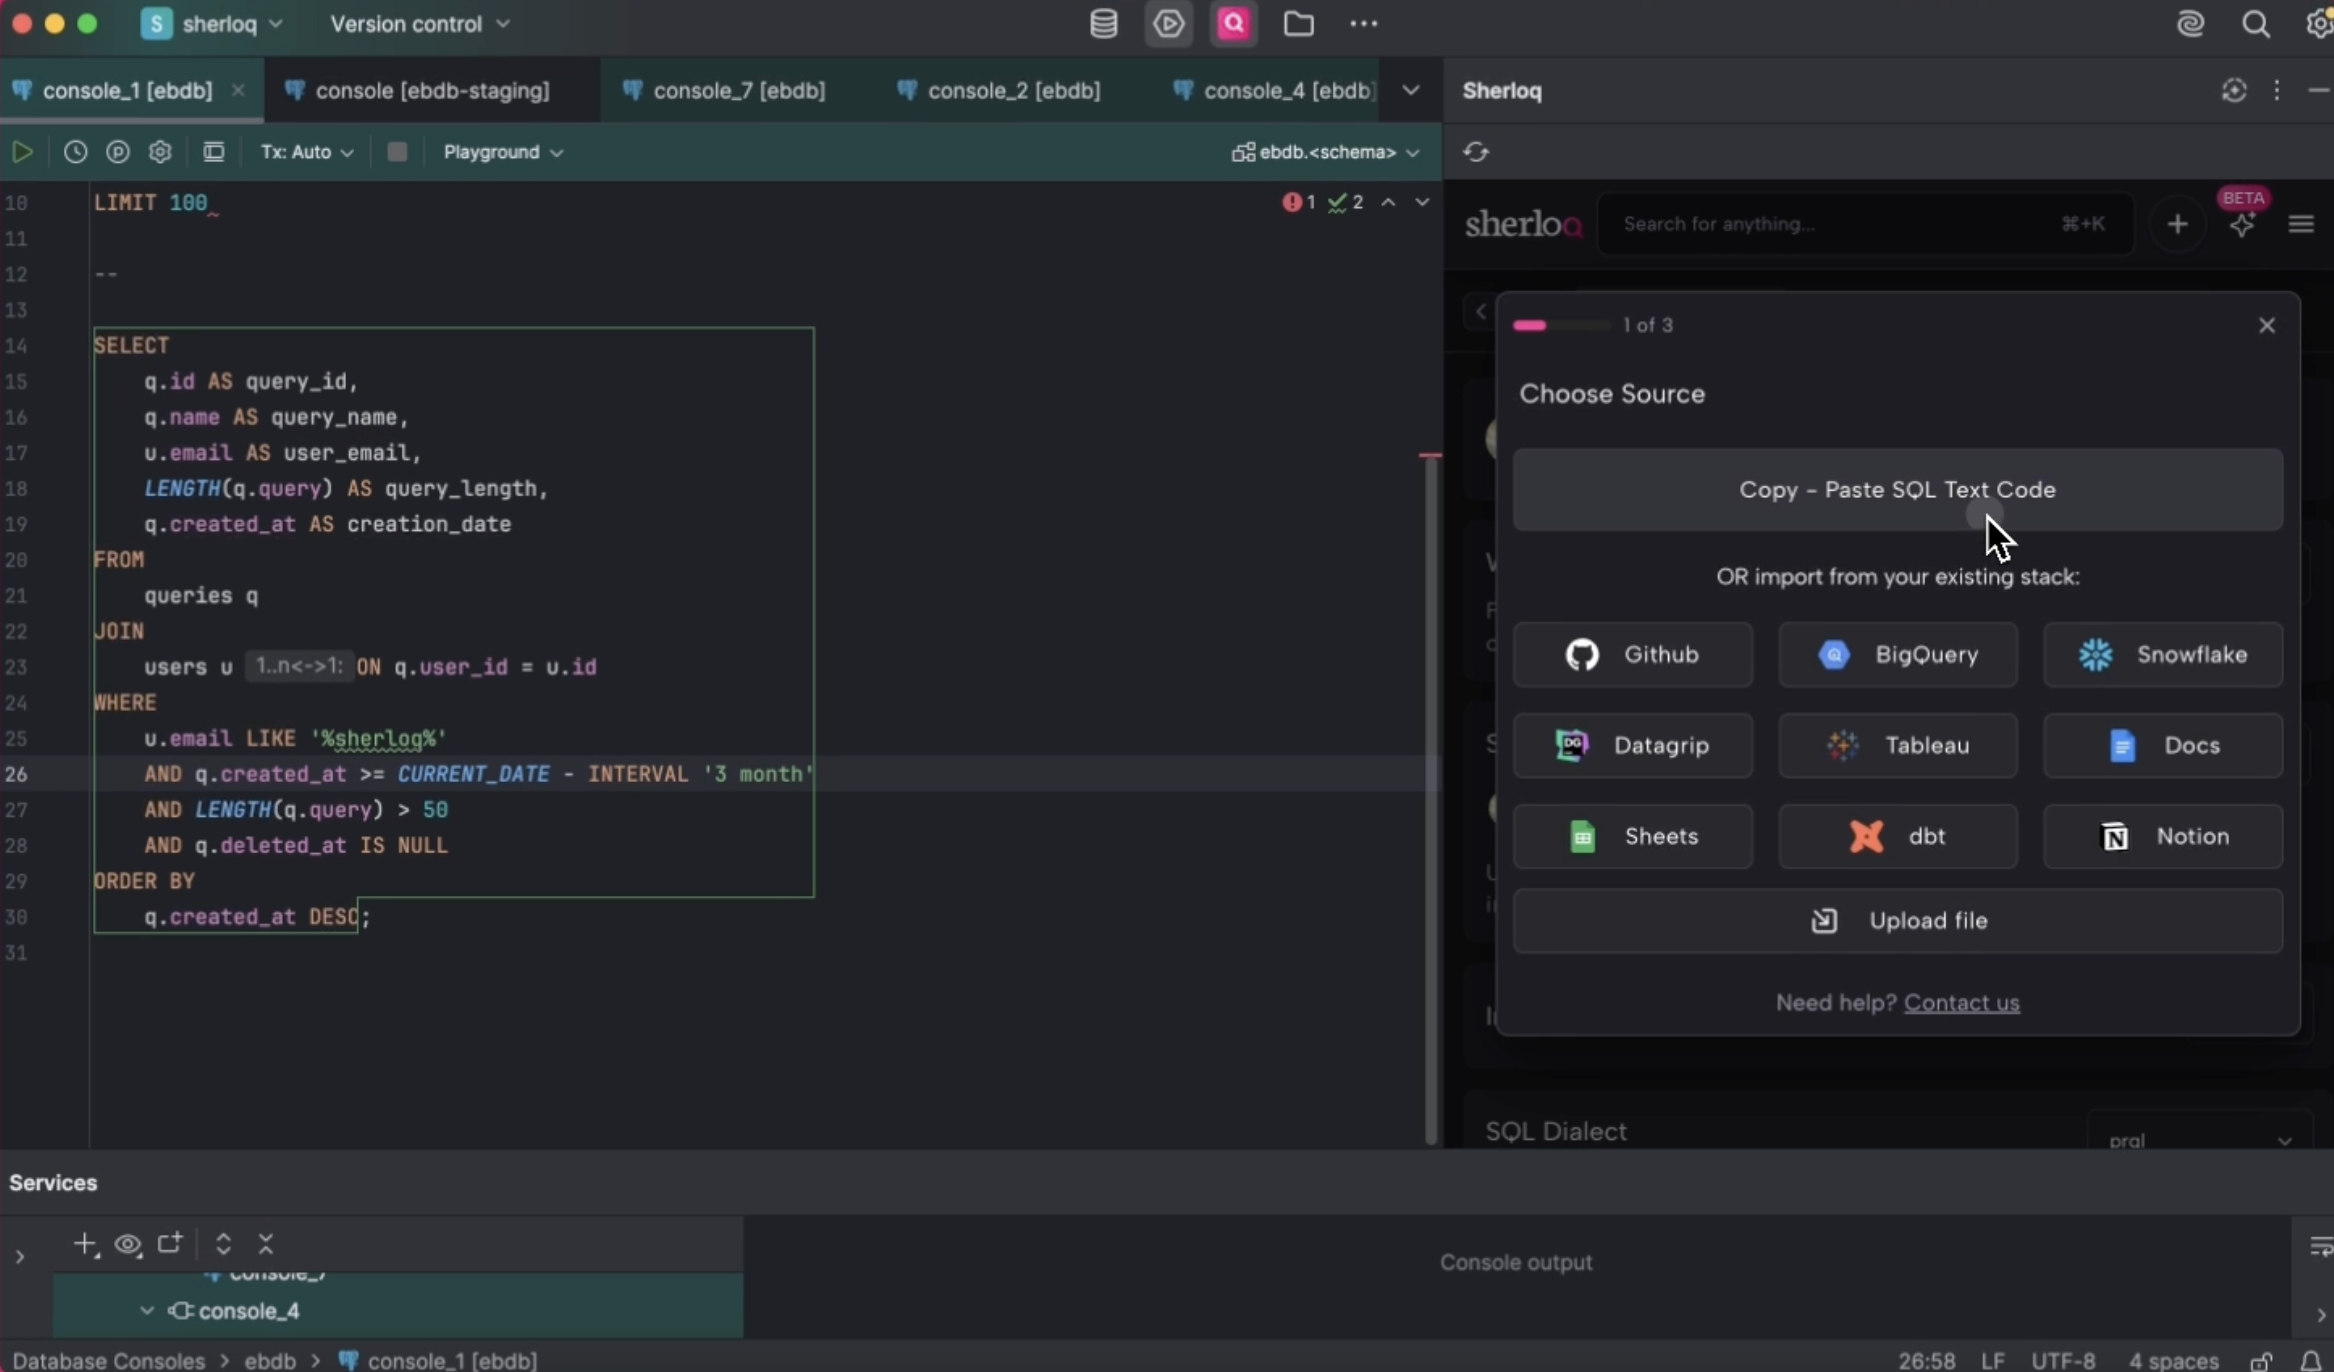 S sherloq Version control
console_1 [ebdb] console [ebdb-staging] console_7 [ebdb] console_2 [ebdb] console_4 [ebdb] Sherloq
Tx: Auto Playground ebdb.<schema>
10 LIMIT 100 1 2
11
12 --
13
14 SELECT
15 q.id AS query_id,
16 q.name AS query_name,
17 u.email AS user_email,
18 LENGTH(q.query) AS query_length,
19 q.created_at AS creation_date
20 FROM
21 queries q
22 JOIN
23 users u 1..n<->1: ON q.user_id = u.id
24 WHERE
25 u.email LIKE '%sherloq%'
26 AND q.created_at >= CURRENT_DATE - INTERVAL '3 month'
27 AND LENGTH(q.query) > 50
28 AND q.deleted_at IS NULL
29 ORDER BY
30 q.created_at DESC;
31
BETA
sherloq Search for anything... ⌘+K
1 of 3
Choose Source
Copy - Paste SQL Text Code
OR import from your existing stack:
Github BigQuery Snowflake
DG Datagrip Tableau Docs
Sheets dbt Notion
Upload file
Need help? Contact us
SQL Dialect
Services
console_7
console_4
Console output
Database Consoles > ebdb > console_1 [ebdb] 26:58 LF UTF-8 4 spaces